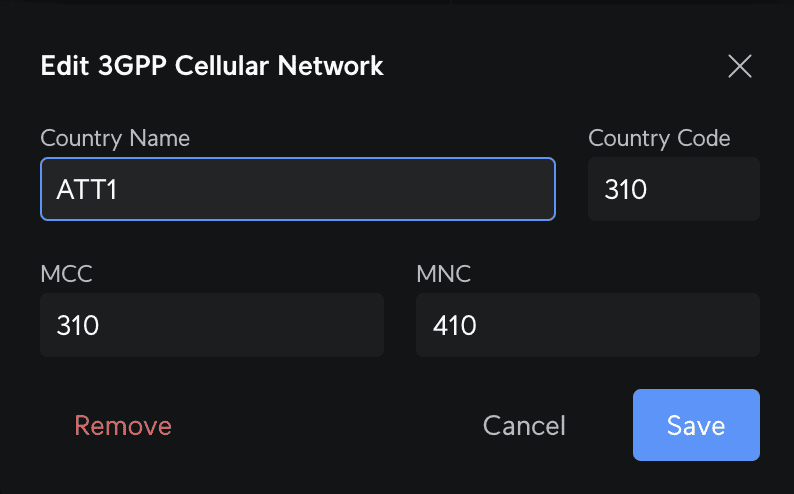 Edit 3GPP Cellular Network
Country Name
Country Code
ATT1
310
MCC
MNC
310
410
Remove
Cancel
Save